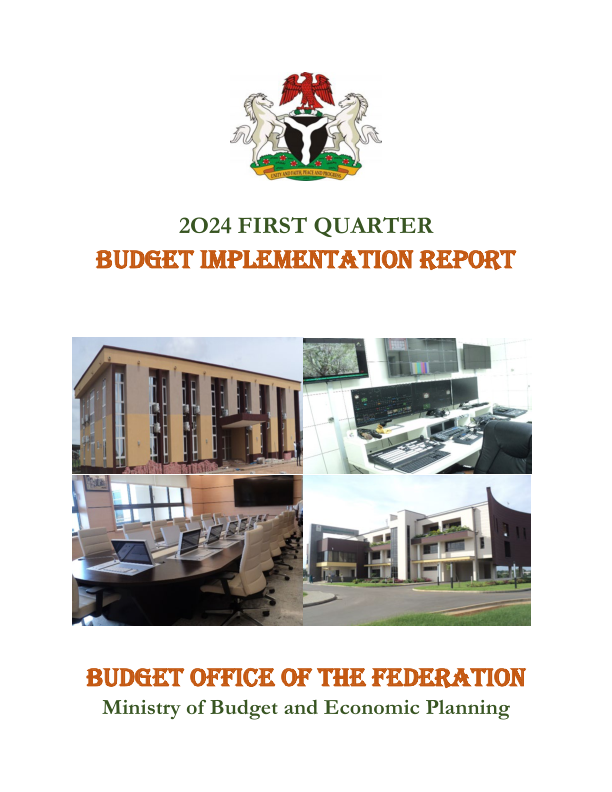 UNITY AND FAITH, PEACE AND PROGRESS
2O24 FIRST QUARTER
BUDGET IMPLEMENTATION REPORT
BUDGET OFFICE OF THE FEDERATION
Ministry of Budget and Economic Planning